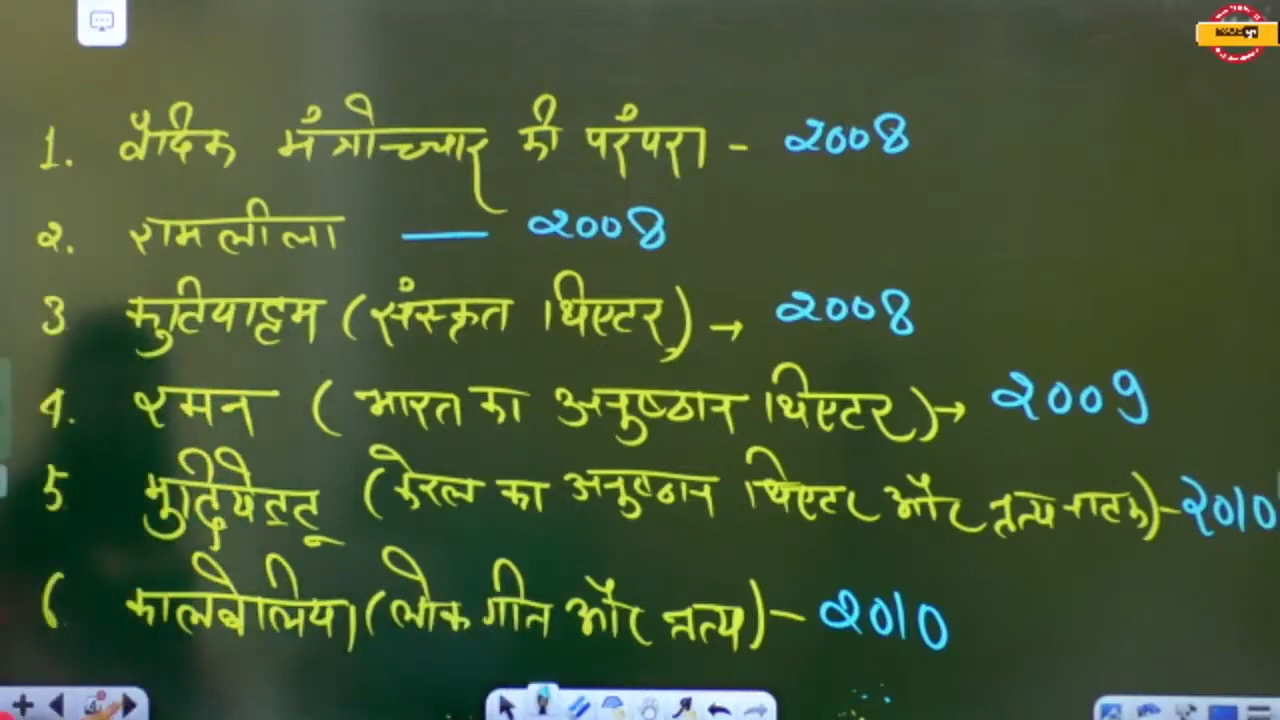 1. वैदिक मंत्रोच्चार की परंपरा - 2008
2. रामलीला — 2008
3 कुटियाट्टम (संस्कृत थिएटर) → 2008
4. रमन (भारत का अनुष्ठान थिएटर) → 2009
5 मुदियेट्टू (केरल का अनुष्ठान थिएटर और नृत्य नाटक) - 2010
6 कालबेलिया (लोक गीत और नृत्य) - 2010